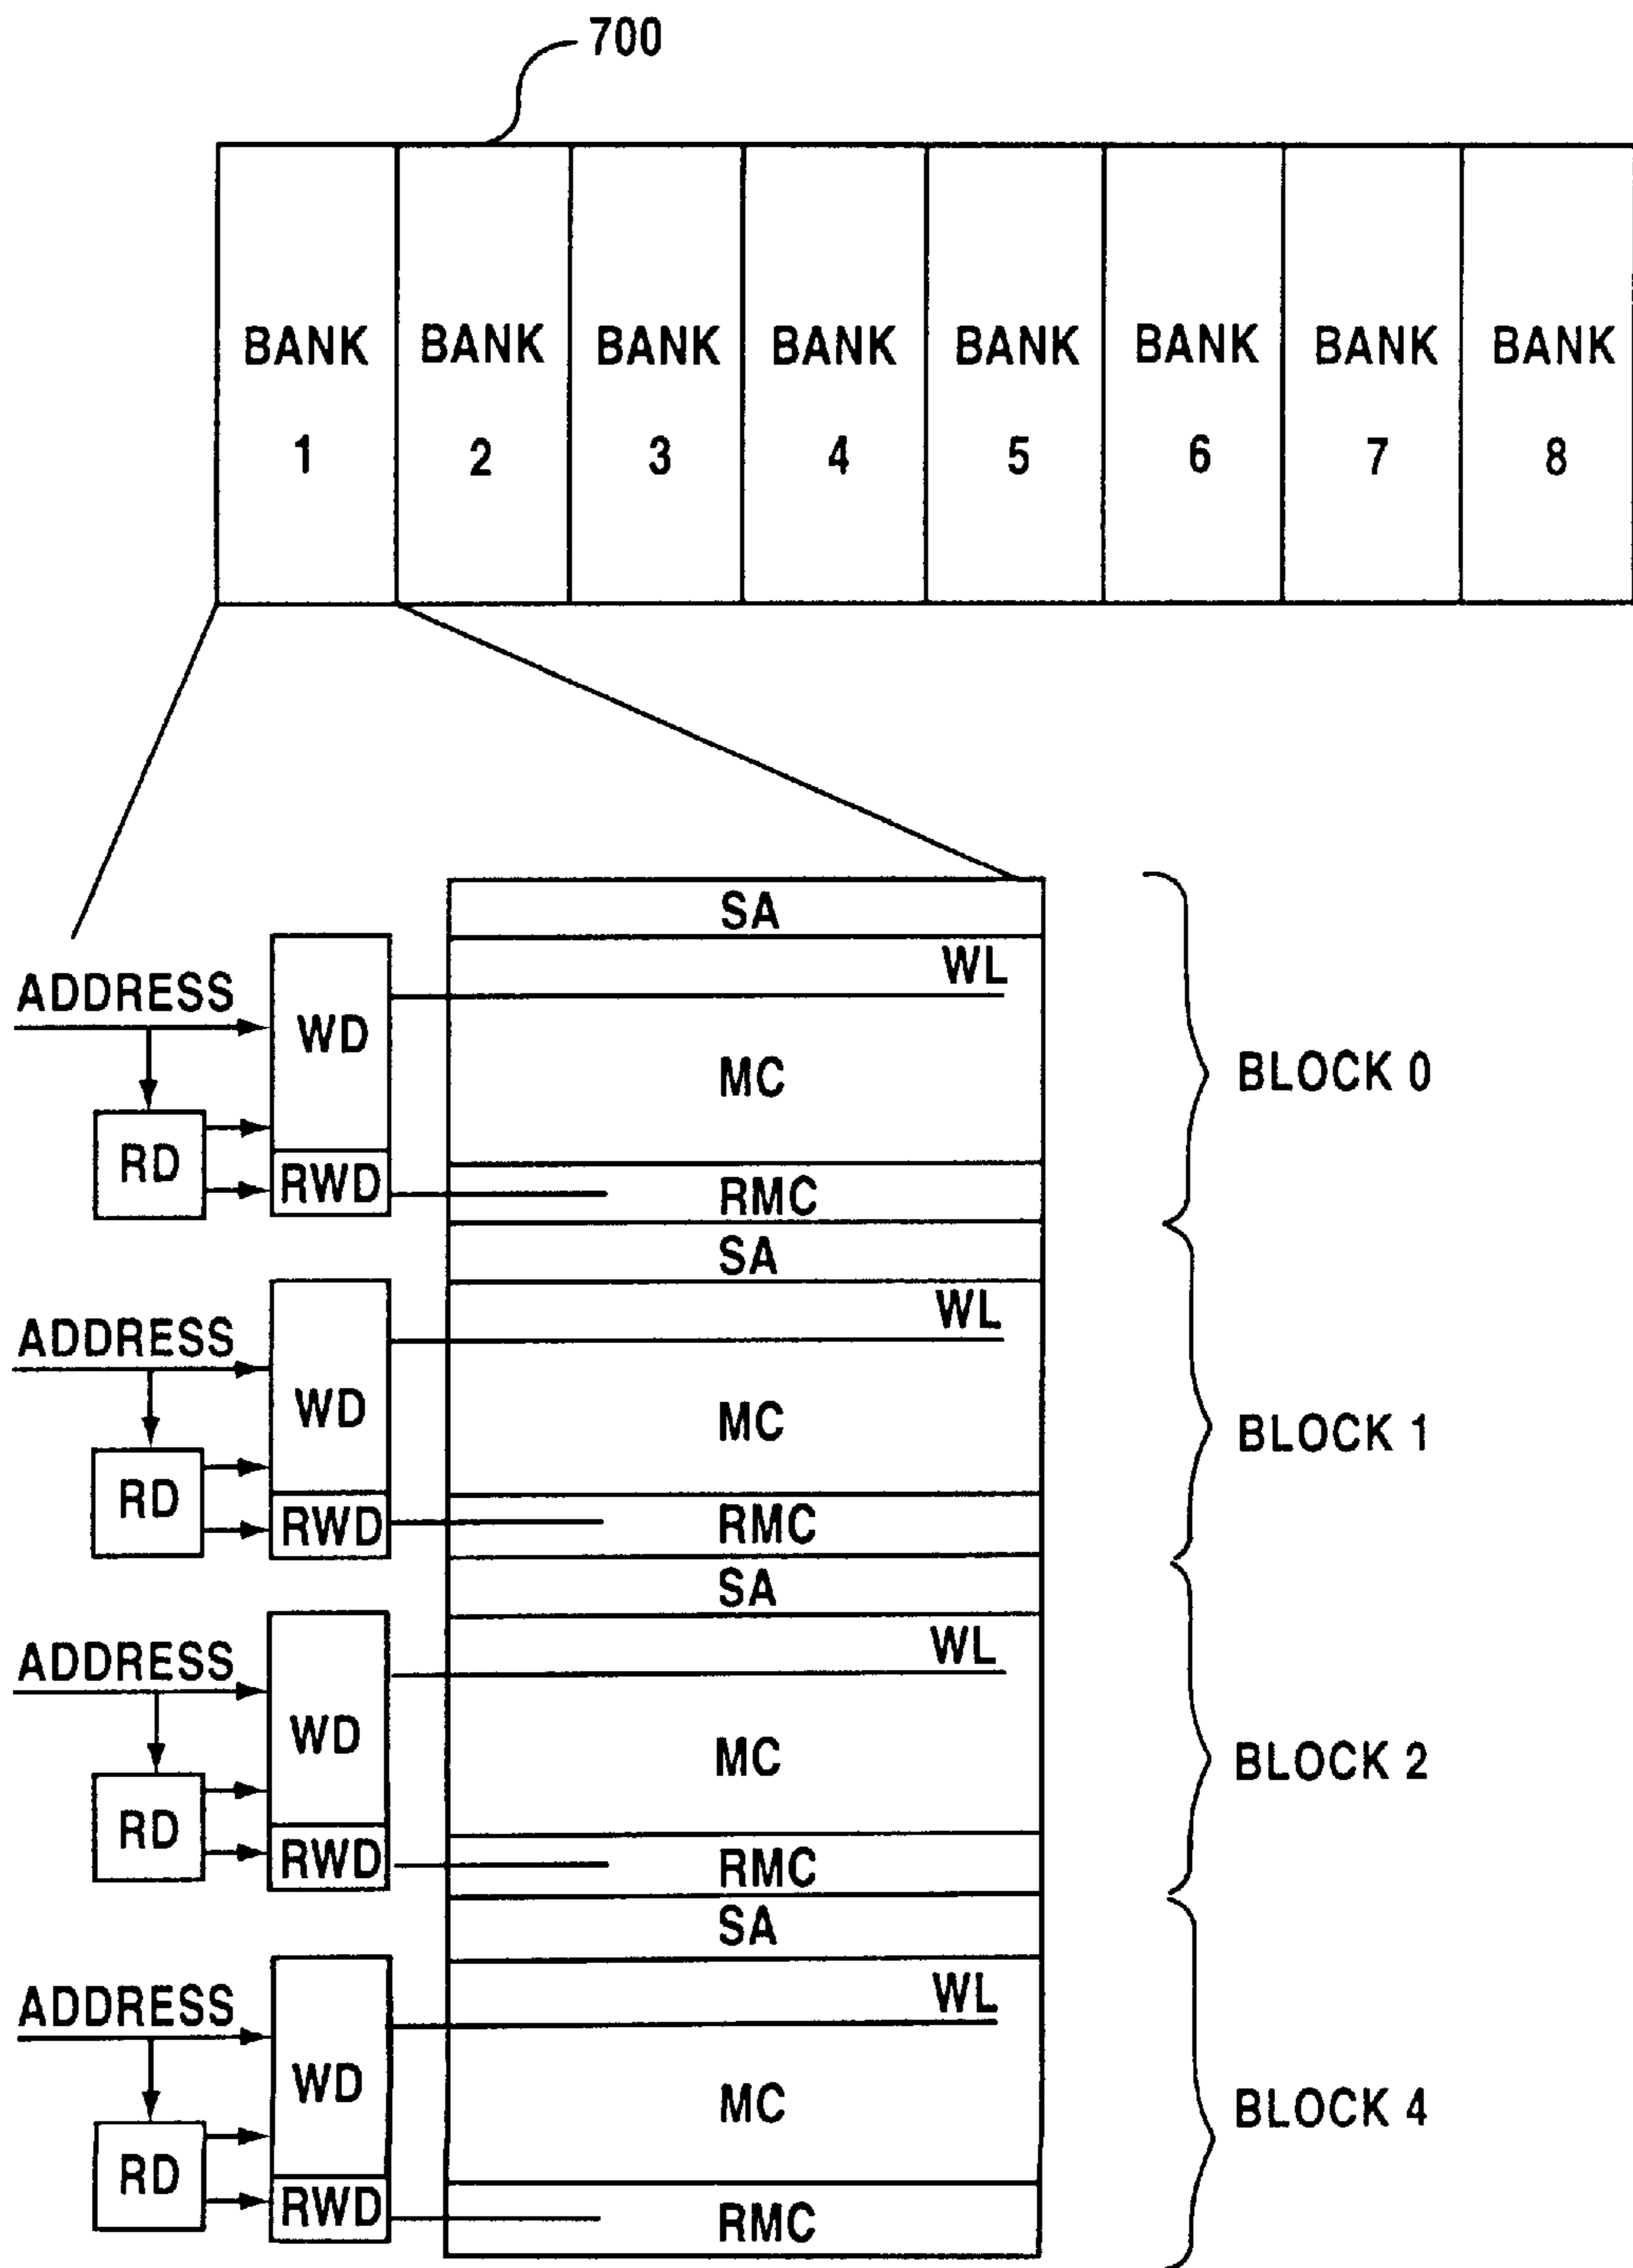 700
BANK 1
BANK 2
BANK 3
BANK 4
BANK 5
BANK 6
BANK 7
BANK 8
SA
WL
ADDRESS
WD
MC
BLOCK 0
RD
RWD
RMC
SA
WL
ADDRESS
WD
MC
BLOCK 1
RD
RWD
RMC
SA
WL
ADDRESS
WD
MC
BLOCK 2
RD
RWD
RMC
SA
WL
ADDRESS
WD
MC
BLOCK 4
RD
RWD
RMC